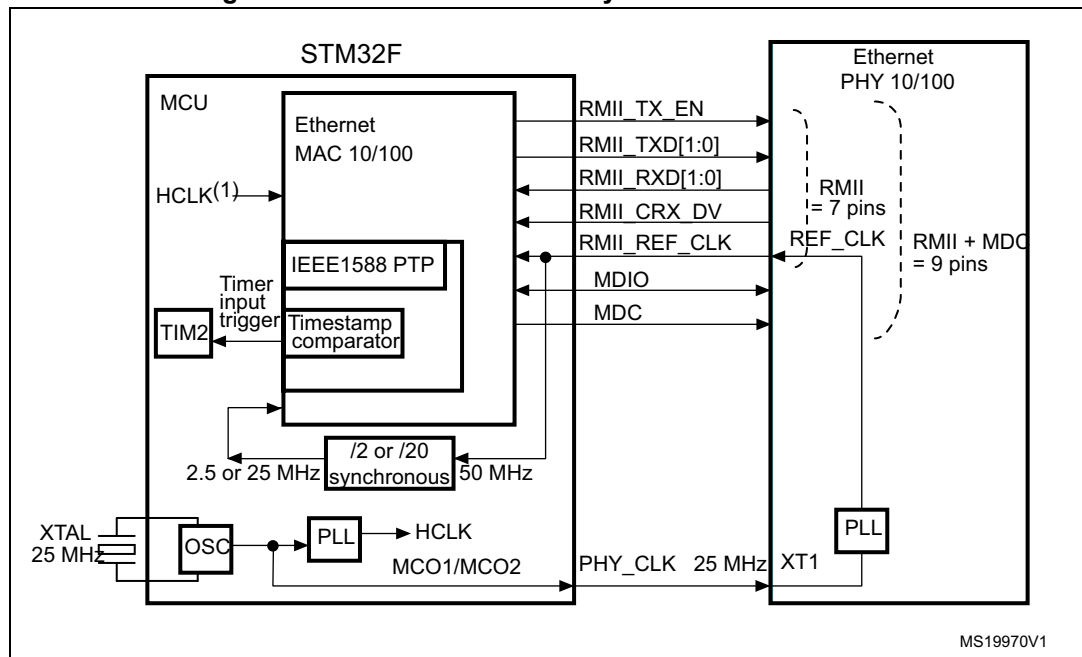 STM32F
MCU
Ethernet
MAC 10/100
HCLK(1)
IEEE1588 PTP
Timer
input
trigger
TIM2
Timestamp
comparator
/2 or /20
synchronous
2.5 or 25 MHz
50 MHz
XTAL
25 MHz
OSC
PLL
HCLK
MCO1/MCO2
RMII_TX_EN
RMII_TXD[1:0]
RMII_RXD[1:0]
RMII_CRX_DV
RMII_REF_CLK
MDIO
MDC
PHY_CLK 25 MHz
Ethernet
PHY 10/100
RMII
= 7 pins
REF_CLK
RMII + MDC
= 9 pins
PLL
XT1
MS19970V1